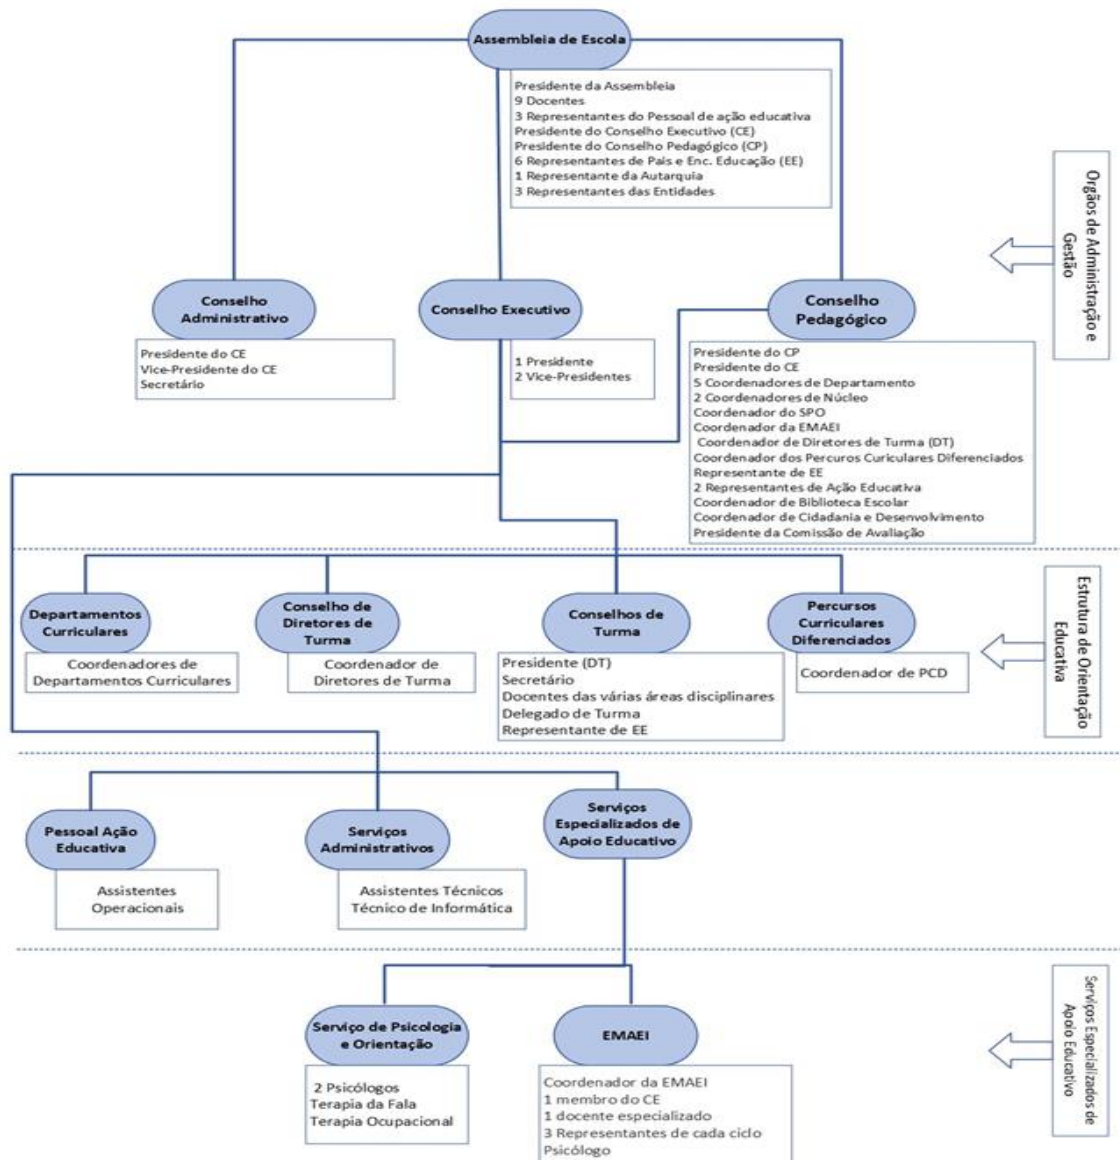 Assembleia de Escola
Presidente da Assembleia
9 Docentes
3 Representantes do Pessoal de ação educativa
Presidente do Conselho Executivo (CE)
Presidente do Conselho Pedagógico (CP)
6 Representantes de Pais e Enc. Educação (EE)
1 Representante da Autarquia
3 Representantes das Entidades
Orgãos de Administração e
Gestão
Conselho
Administrativo
Presidente do CE
Vice-Presidente do CE
Secretário
Conselho Executivo
1 Presidente
2 Vice-Presidentes
Conselho
Pedagógico
Presidente do CP
Presidente do CE
5 Coordenadores de Departamento
2 Coordenadores de Núcleo
Coordenador do SPO
Coordenador da EMAEI
Coordenador de Diretores de Turma (DT)
Coordenador dos Percuros Curiculares Diferenciados
Representante de EE
2 Representantes de Ação Educativa
Coordenador de Biblioteca Escolar
Coordenador de Cidadania e Desenvolvimento
Presidente da Comissão de Avaliação
Departamentos
Curriculares
Coordenadores de
Departamentos Curriculares
Conselho de
Diretores de Turma
Coordenador de
Diretores de Turma
Conselhos de
Turma
Presidente (DT)
Secretário
Docentes das várias áreas disciplinares
Delegado de Turma
Representante de EE
Percursos
Curriculares
Diferenciados
Coordenador de PCD
Estrutura de Orientação
Educativa
Pessoal Ação
Educativa
Assistentes
Operacionais
Serviços
Administrativos
Assistentes Técnicos
Técnico de Informática
Serviços
Especializados de
Apoio Educativo
Serviço de Psicologia
e Orientação
2 Psicólogos
Terapia da Fala
Terapia Ocupacional
EMAEI
Coordenador da EMAEI
1 membro do CE
1 docente especializado
3 Representantes de cada ciclo
Psicólogo
Serviços Especializados de
Apoio Educativo